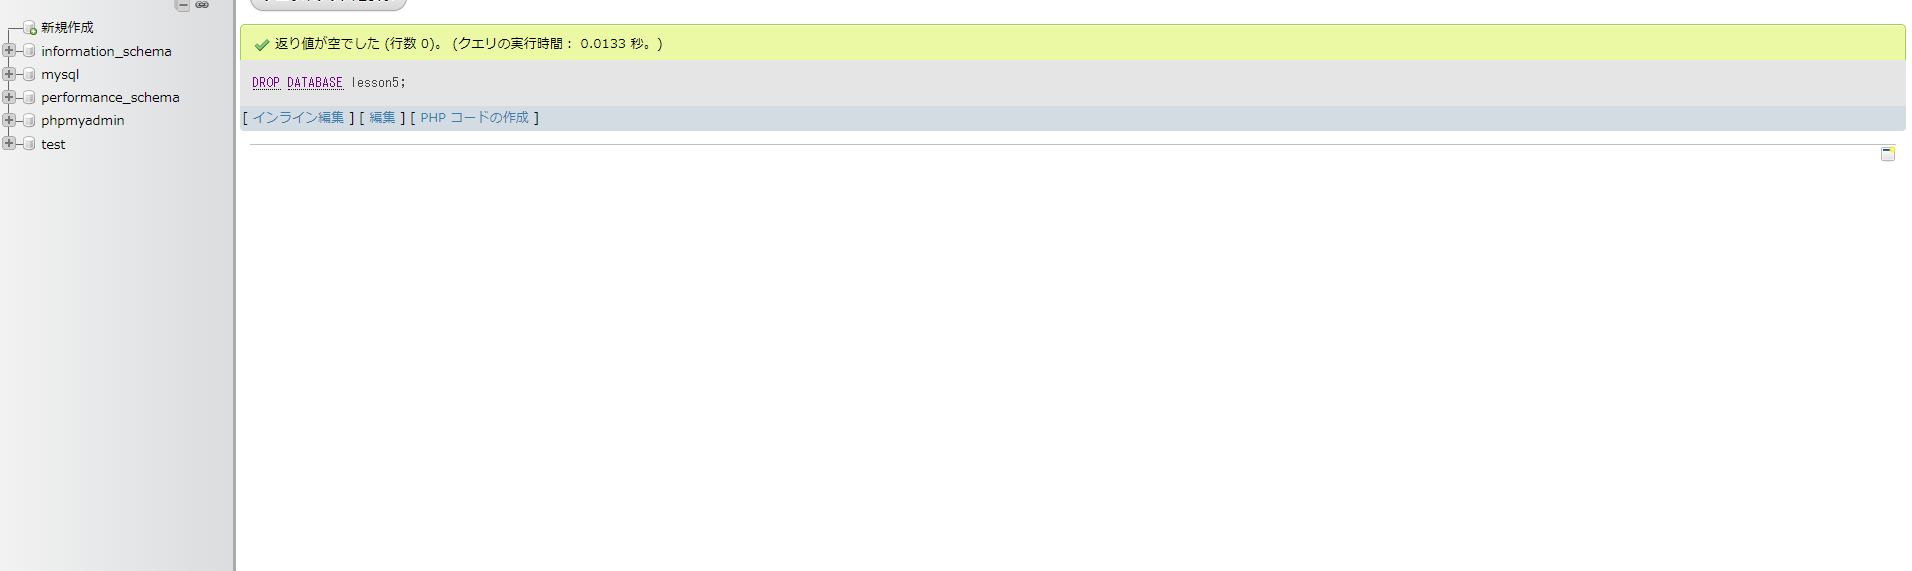 新規作成
information_schema
mysql
performance_schema
phpmyadmin
test
返り値が空でした (行数 0)。 (クエリの実行時間： 0.0133 秒。)
DROP DATABASE lesson5;
[ インライン編集 ] [ 編集 ] [ PHP コードの作成 ]